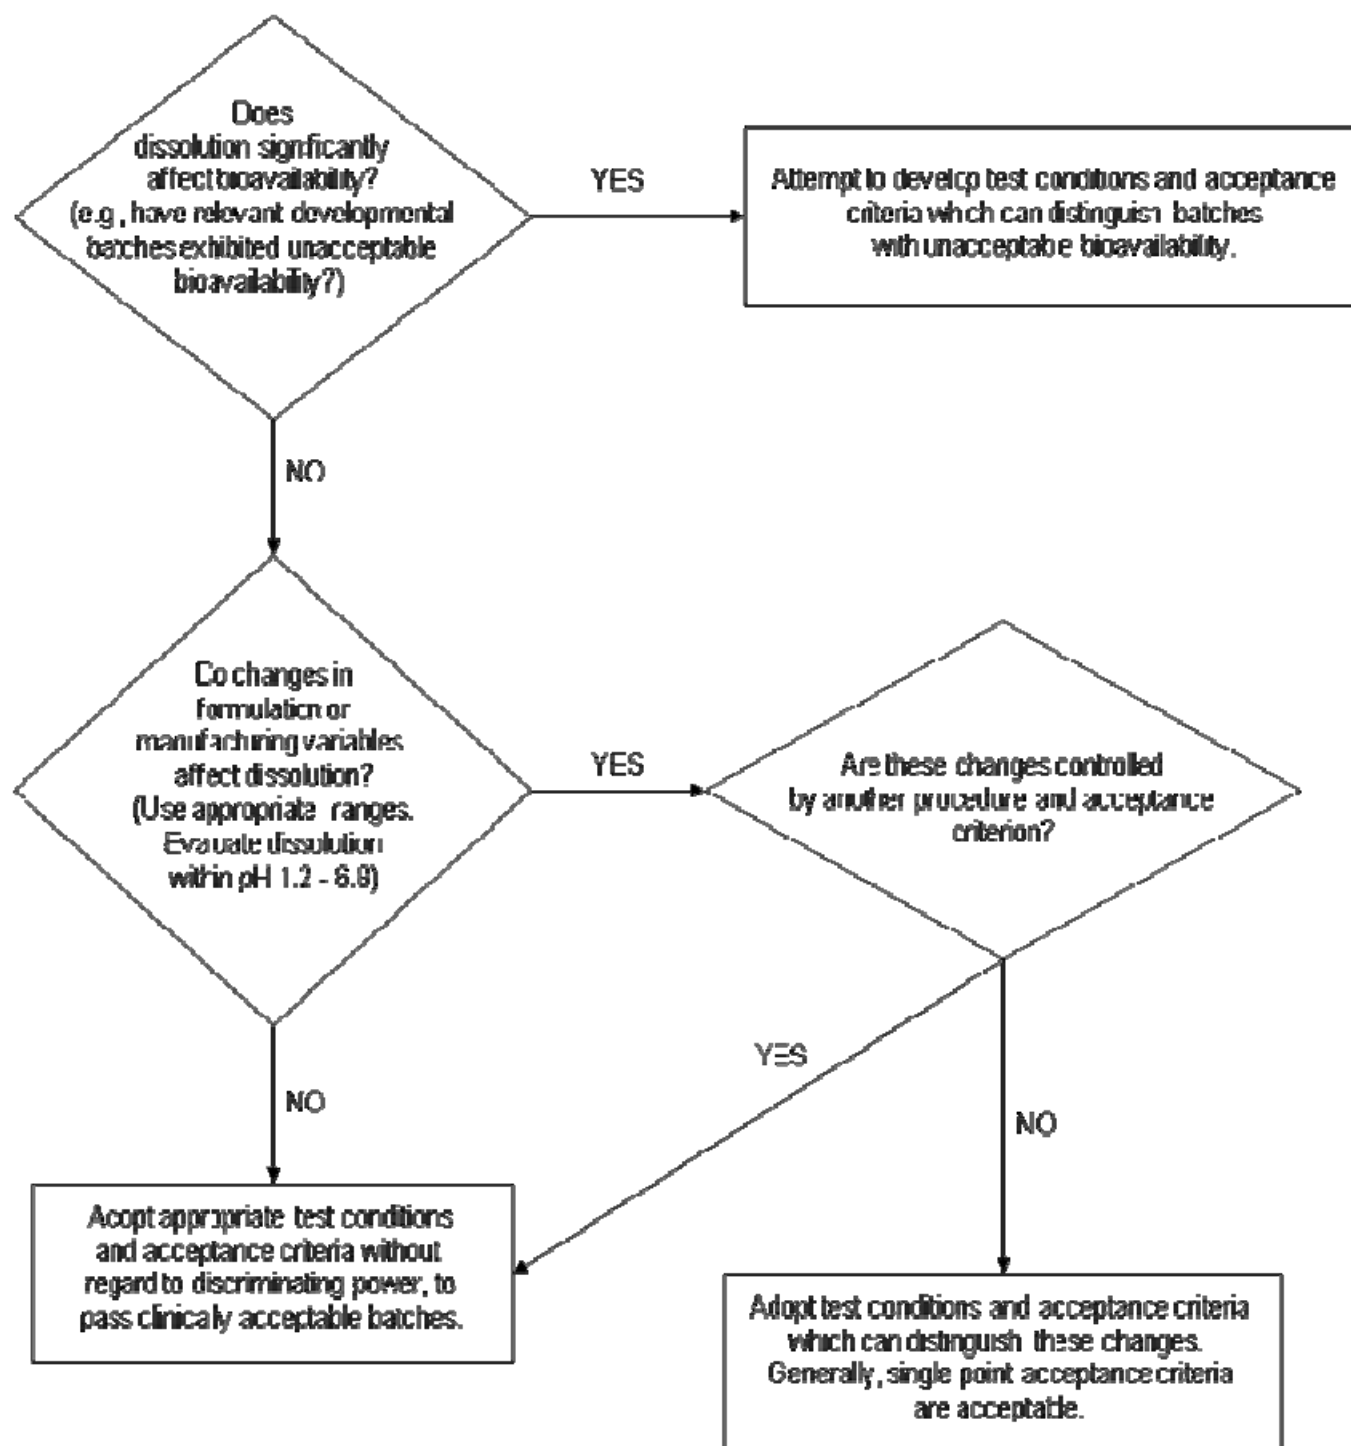 Does
dissolution significantly
affect bioavailability?
(e.g., have relevant developmental
batches exhibited unacceptable
bioavailability?)
YES
Attempt to develop test conditions and acceptance
criteria which can distinguish batches
with unacceptable bioavailability.
NO
Do changes in
formulation or
manufacturing variables
affect dissolution?
(Use appropriate ranges.
Evaluate dissolution
within pH 1.2 - 6.8)
YES
Are these changes controlled
by another procedure and acceptance
criterion?
YES
NO
NO
Adopt appropriate test conditions
and acceptance criteria without
regard to discriminating power, to
pass clinicaly acceptable batches.
Adopt test conditions and acceptance criteria
which can distinguish these changes.
Generally, single point acceptance criteria
are acceptable.